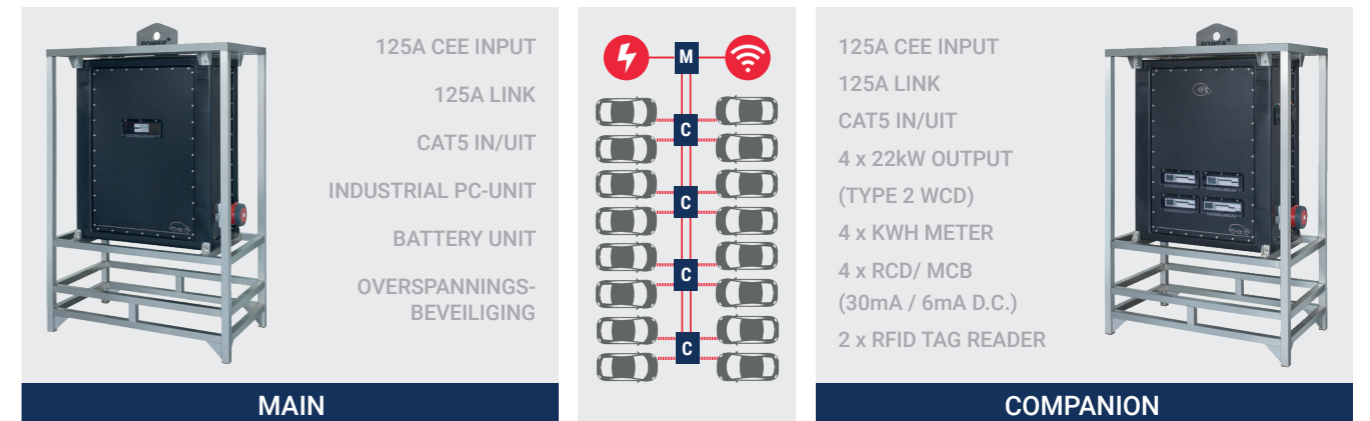 POWER
125A CEE INPUT
125A LINK
CAT5 IN/UIT
INDUSTRIAL PC-UNIT
BATTERY UNIT
OVERSPANNINGS-
BEVEILIGING
MAIN
M
C
C
C
C
125A CEE INPUT
125A LINK
CAT5 IN/UIT
4 x 22kW OUTPUT
(TYPE 2 WCD)
4 x KWH METER
4 x RCD/ MCB
(30mA / 6mA D.C.)
2 x RFID TAG READER
POWER
COMPANION